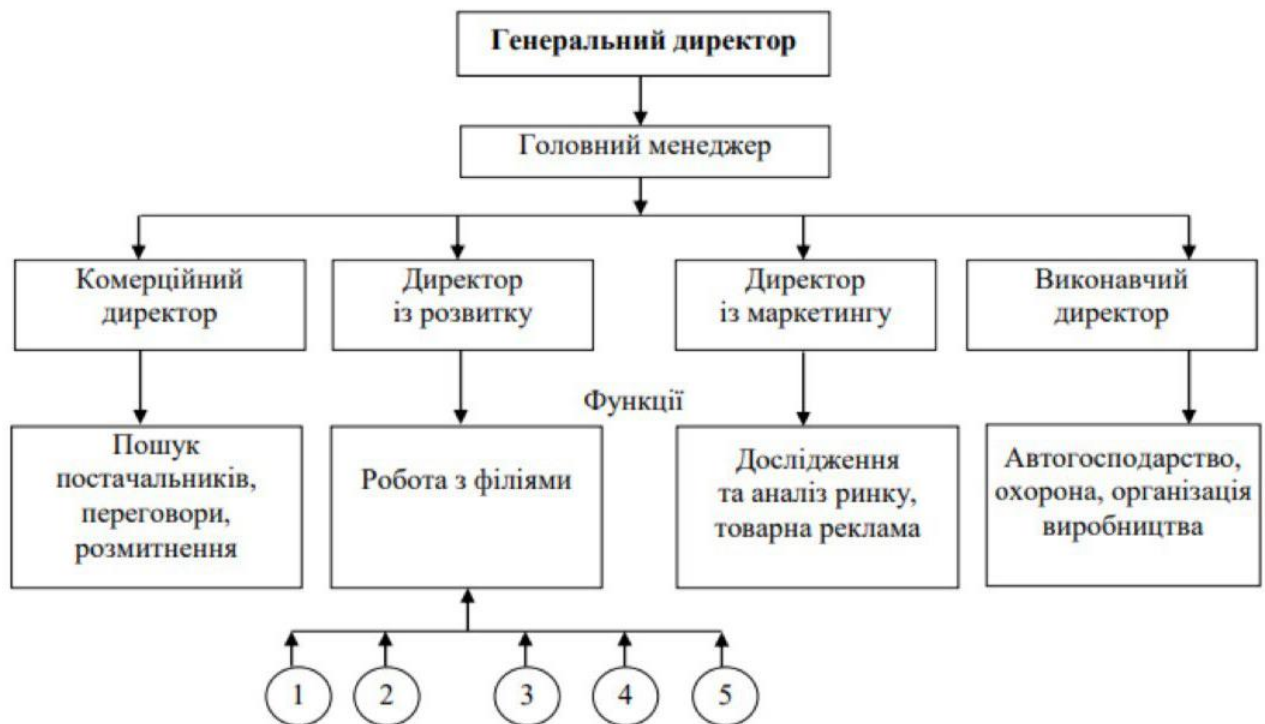 Генеральний директор
Головний менеджер
Комерційний
директор
Директор
із розвитку
Директор
із маркетингу
Виконавчий
директор
Функції
Пошук
постачальників,
переговори,
розмитнення
Робота з філіями
Дослідження
та аналіз ринку,
товарна реклама
Автогосподарство,
охорона, організація
виробництва
1
2
3
4
5